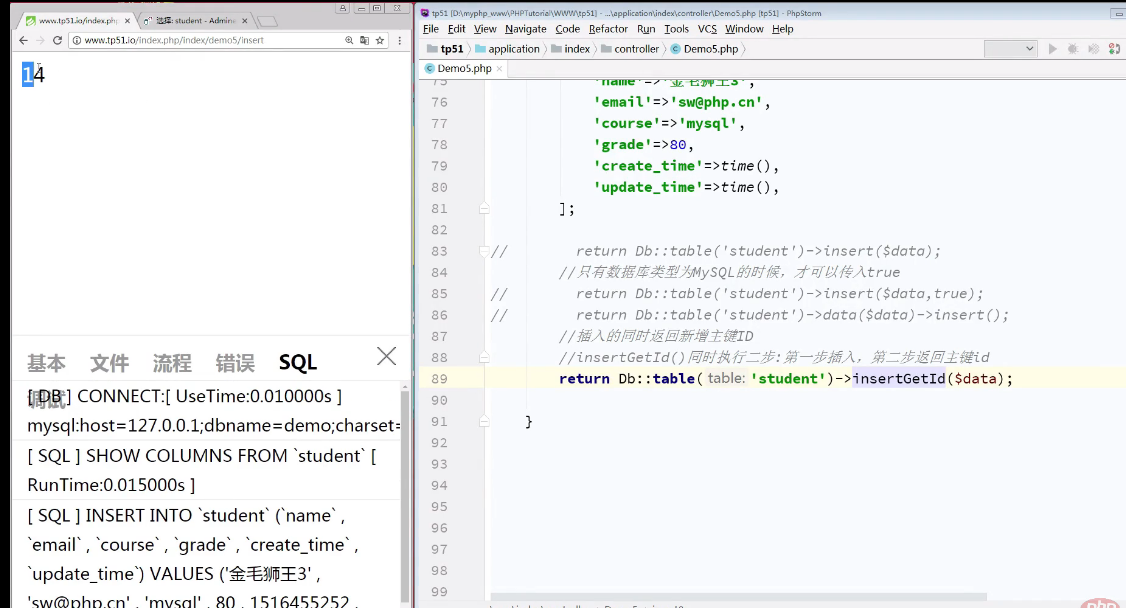 www.tp51.io/index.php
选择: student - Admine
www.tp51.io/index.php/index/demo5/insert
14
基本 文件 流程 错误 SQL
调试
[ DB ] CONNECT:[ UseTime:0.010000s ]
mysql:host=127.0.0.1;dbname=demo;charset=
[ SQL ] SHOW COLUMNS FROM `student` [
RunTime:0.015000s ]
[ SQL ] INSERT INTO `student` (`name` ,
`email` , `course` , `grade` , `create_time` ,
`update_time`) VALUES ('金毛狮王3' ,
'sw@php.cn' , 'mysql' , 80 , 1516455252 ,
tp51 [D:\myphp_www\PHPTutorial\WWW\tp51] - ...\application\index\controller\Demo5.php [tp51] - PhpStorm
File Edit View Navigate Code Refactor Run Tools VCS Window Help
tp51 application index controller Demo5.php
Demo5.php
75 'name'=>'金毛狮王3',
76 'email'=>'sw@php.cn',
77 'course'=>'mysql',
78 'grade'=>80,
79 'create_time'=>time(),
80 'update_time'=>time(),
81 ];
82
83 // return Db::table('student')->insert($data);
84 //只有数据库类型为MySQL的时候，才可以传入true
85 // return Db::table('student')->insert($data,true);
86 // return Db::table('student')->data($data)->insert();
87 //插入的同时返回新增主键ID
88 //insertGetId()同时执行二步:第一步插入，第二步返回主键id
89 return Db::table( table: 'student')->insertGetId($data);
90
91 }
92
93
94
95
96
97
98
99
php